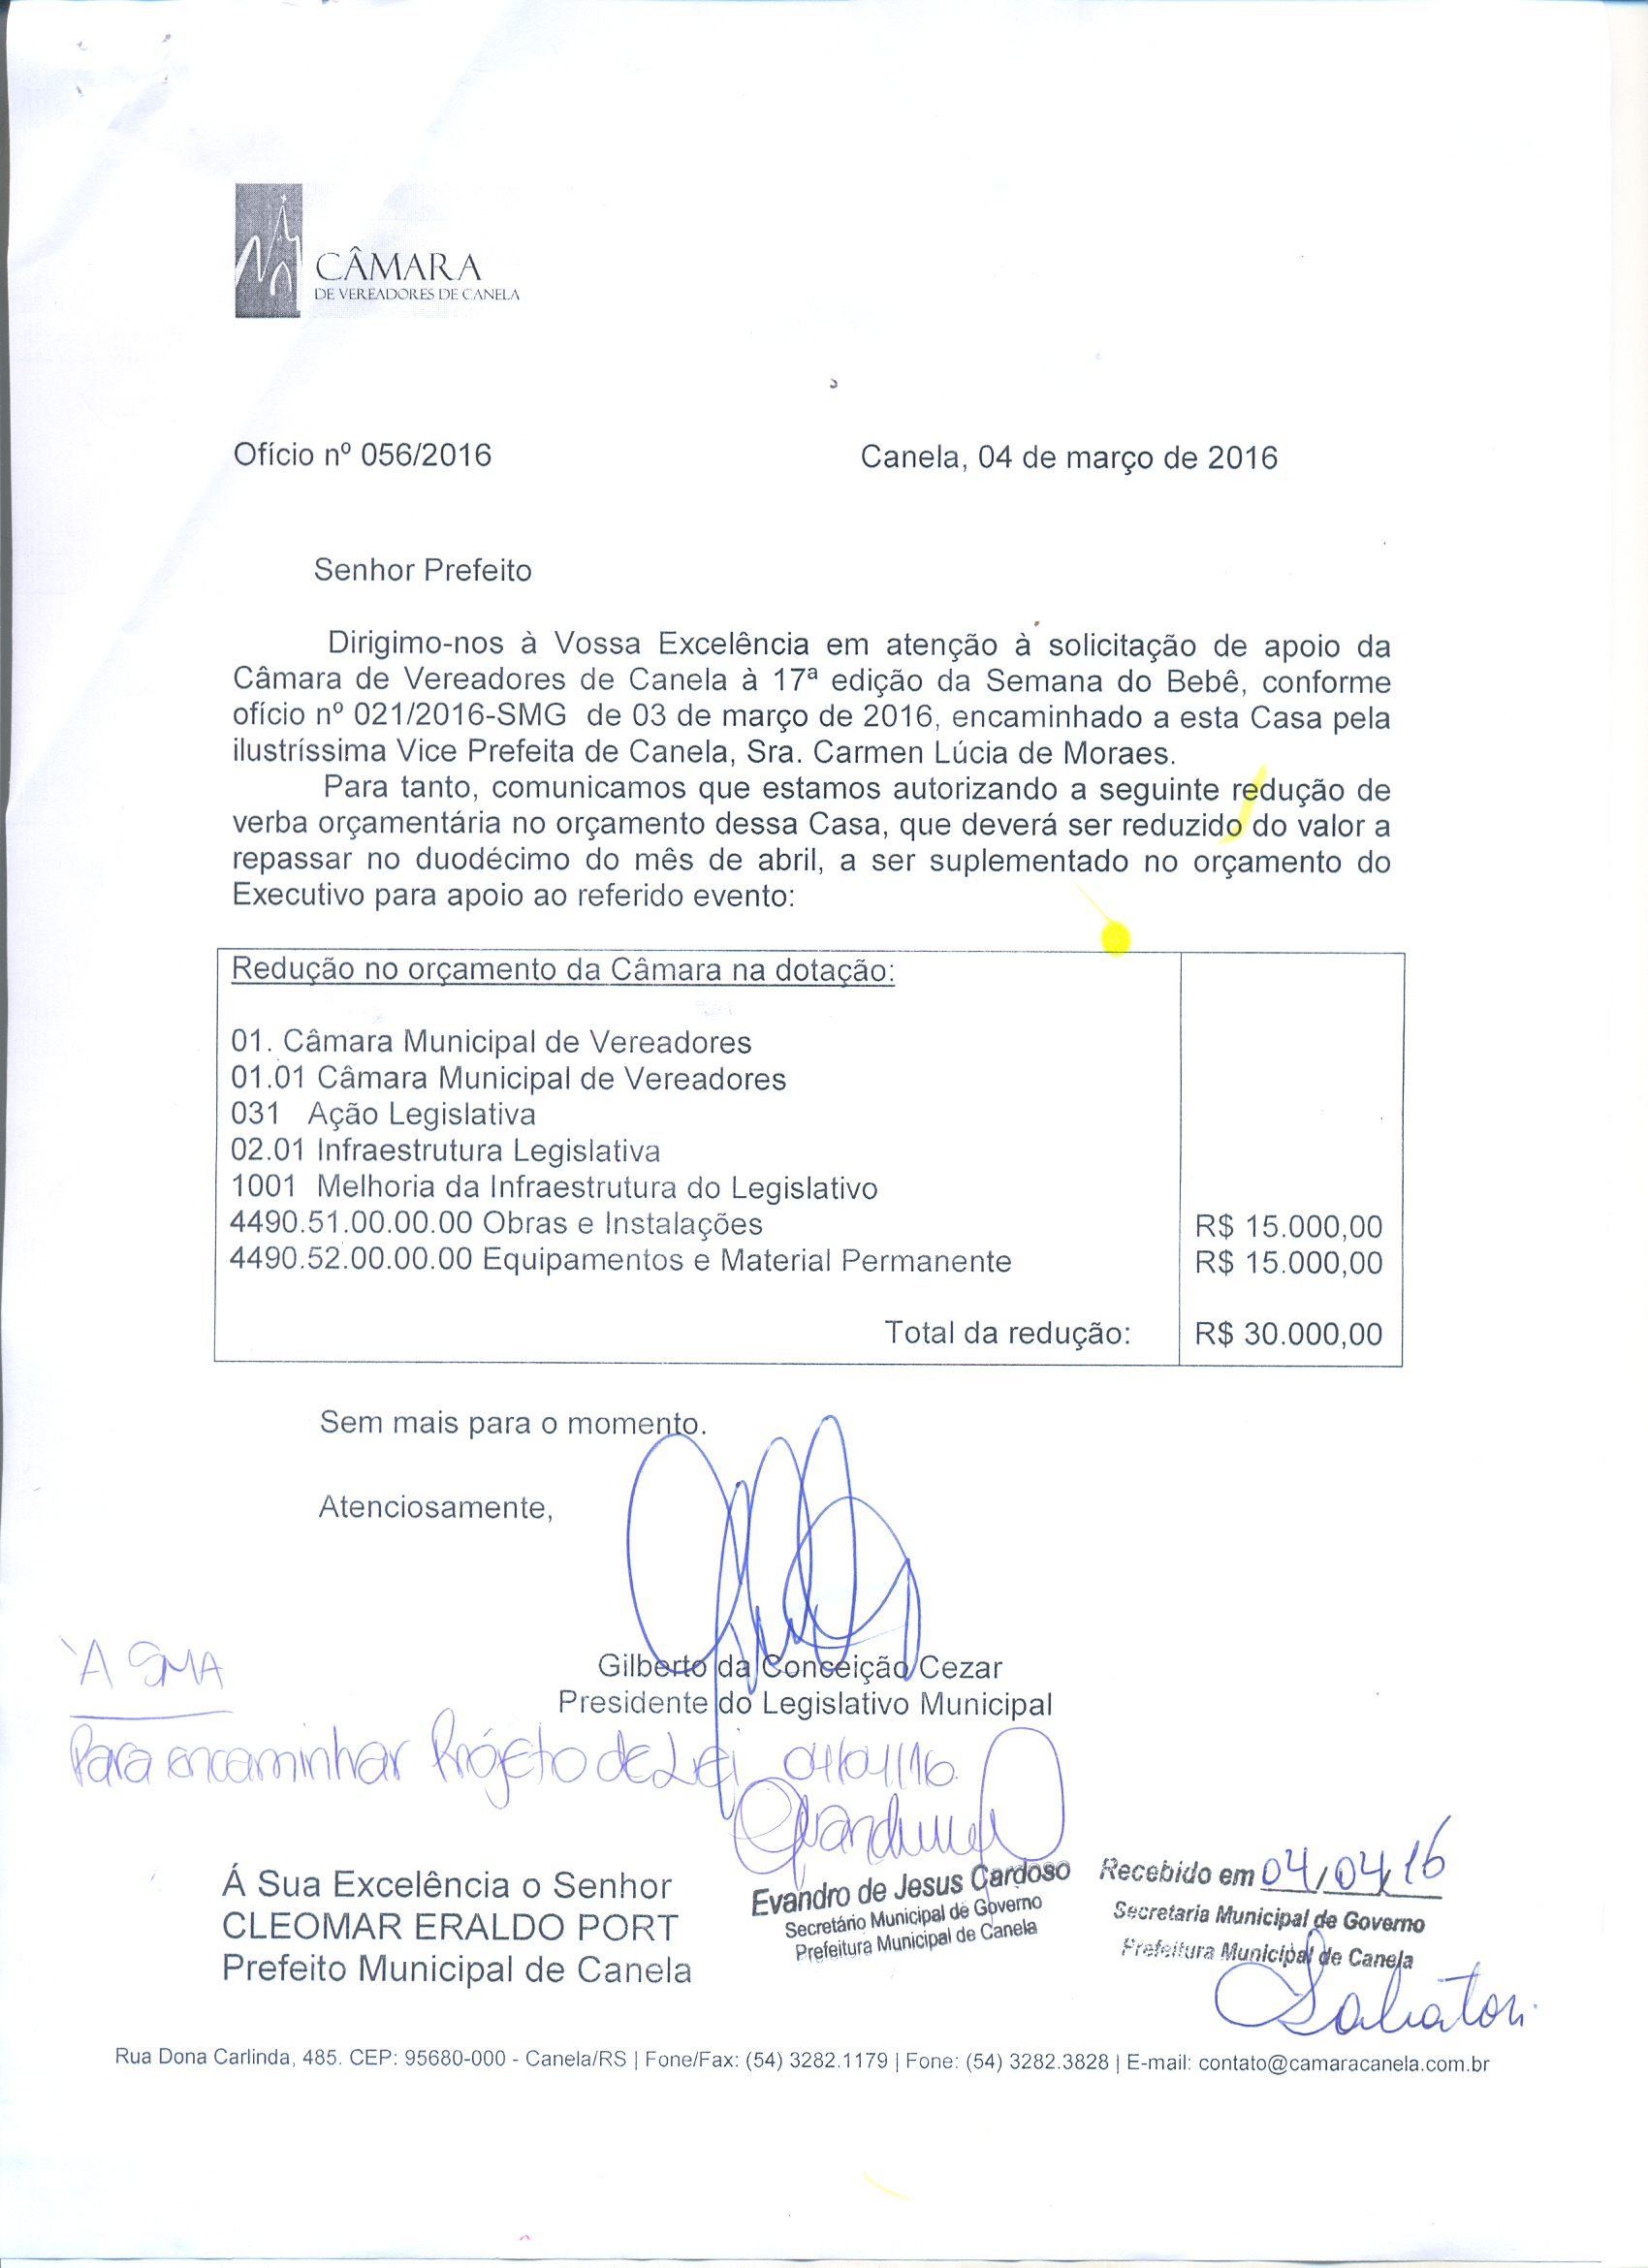 CÂMARA
DE VEREADORES DE CANELA
Ofício nº 056/2016 Canela, 04 de março de 2016
Senhor Prefeito
Dirigimo-nos à Vossa Excelência em atenção à solicitação de apoio da
Câmara de Vereadores de Canela à 17ª edição da Semana do Bebê, conforme
ofício nº 021/2016-SMG de 03 de março de 2016, encaminhado a esta Casa pela
ilustríssima Vice Prefeita de Canela, Sra. Carmen Lúcia de Moraes.
Para tanto, comunicamos que estamos autorizando a seguinte redução de
verba orçamentária no orçamento dessa Casa, que deverá ser reduzido do valor a
repassar no duodécimo do mês de abril, a ser suplementado no orçamento do
Executivo para apoio ao referido evento:
Redução no orçamento da Câmara na dotação:
01. Câmara Municipal de Vereadores
01.01 Câmara Municipal de Vereadores
031 Ação Legislativa
02.01 Infraestrutura Legislativa
1001 Melhoria da Infraestrutura do Legislativo
4490.51.00.00.00 Obras e Instalações R$ 15.000,00
4490.52.00.00.00 Equipamentos e Material Permanente R$ 15.000,00
Total da redução: R$ 30.000,00
Sem mais para o momento.
Atenciosamente,
Gilberto da Conceição Cezar
Presidente do Legislativo Municipal
À SMA
Para encaminhar Projeto de Lei 04/04/16
Á Sua Excelência o Senhor
CLEOMAR ERALDO PORT
Prefeito Municipal de Canela
Evandro de Jesus Cardoso
Secretário Municipal de Governo
Prefeitura Municipal de Canela
Recebido em 04/04/16
Secretaria Municipal de Governo
Prefeitura Municipal de Canela
Rua Dona Carlinda, 485. CEP: 95680-000 - Canela/RS | Fone/Fax: (54) 3282.1179 | Fone: (54) 3282.3828 | E-mail: contato@camaracanela.com.br